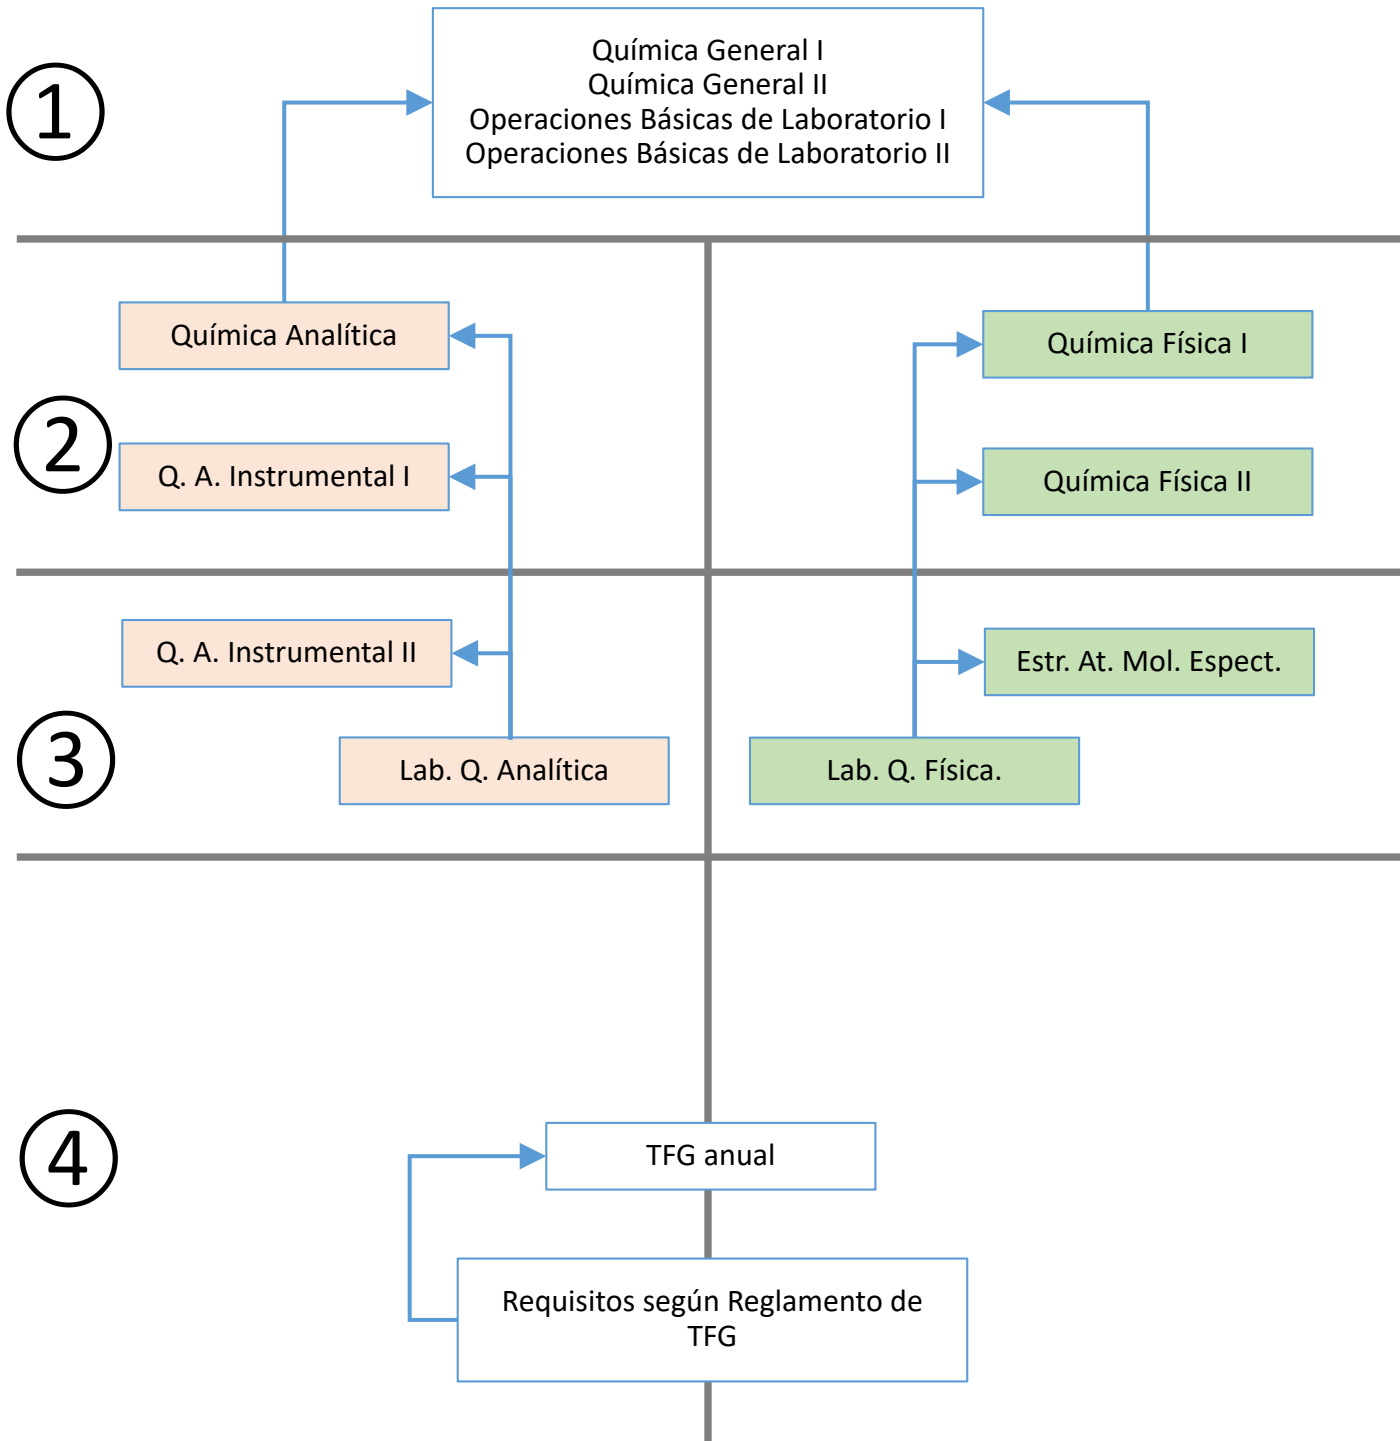 1
Química General I
Química General II
Operaciones Básicas de Laboratorio I
Operaciones Básicas de Laboratorio II
Química Analítica
Química Física I
2
Q. A. Instrumental I
Química Física II
Q. A. Instrumental II
Estr. At. Mol. Espect.
3
Lab. Q. Analítica
Lab. Q. Física.
4
TFG anual
Requisitos según Reglamento de
TFG